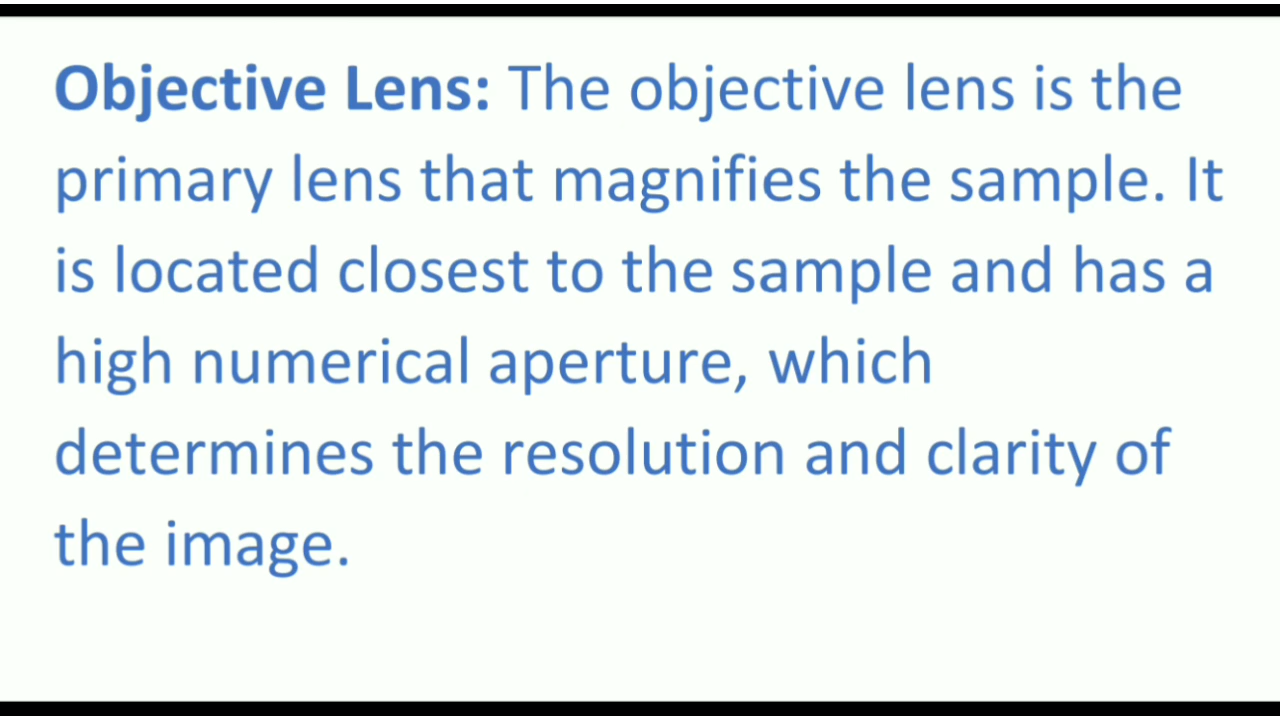 Objective Lens: The objective lens is the
primary lens that magnifies the sample. It
is located closest to the sample and has a
high numerical aperture, which
determines the resolution and clarity of
the image.